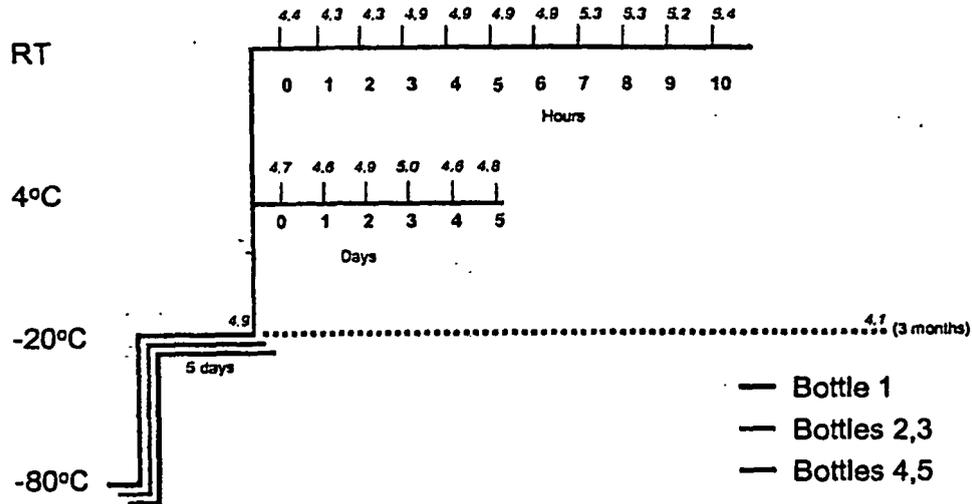 4.4 4.3 4.3 4.9 4.9 4.9 4.9 5.3 5.3 5.2 5.4
RT
0 1 2 3 4 5 6 7 8 9 10
Hours
4.7 4.6 4.9 5.0 4.6 4.8
4ºC
0 1 2 3 4 5
Days
4.9
4.1 (3 months)
-20ºC
5 days
Bottle 1
Bottles 2,3
Bottles 4,5
-80ºC